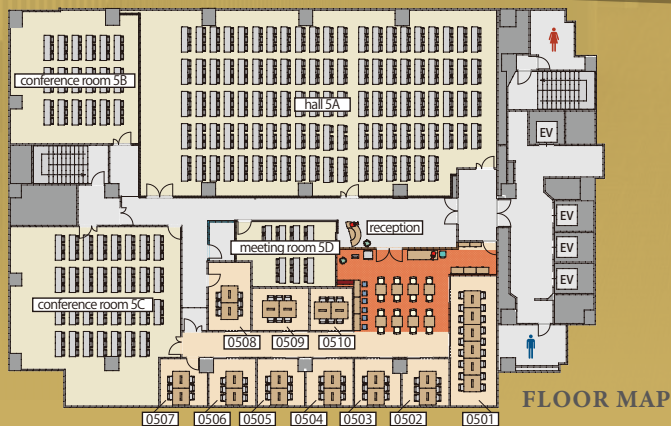 conference room 5B
hall 5A
EV
reception
EV
meeting room 5D
EV
EV
conference room 5C
0508
0509
0510
FLOOR MAP
0507
0506
0505
0504
0503
0502
0501